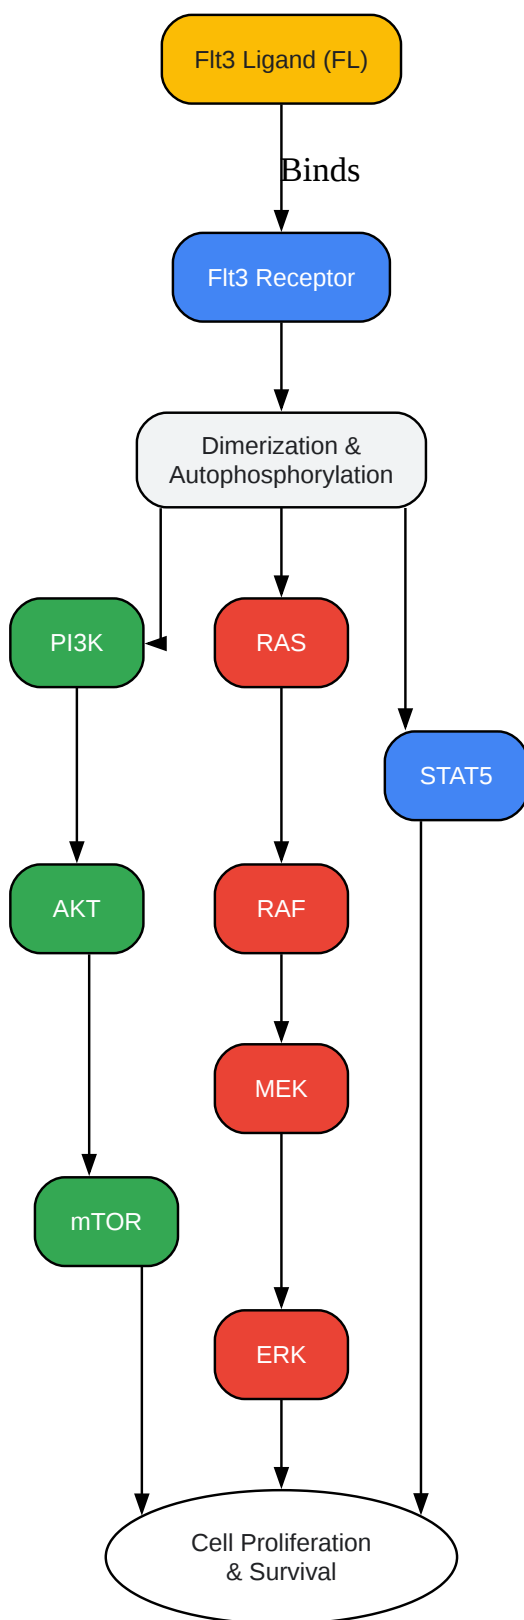 Flt3 Ligand (FL)
Binds
Flt3 Receptor
Dimerization &
Autophosphorylation
PI3K
RAS
STAT5
AKT
RAF
MEK
mTOR
ERK
Cell Proliferation
& Survival